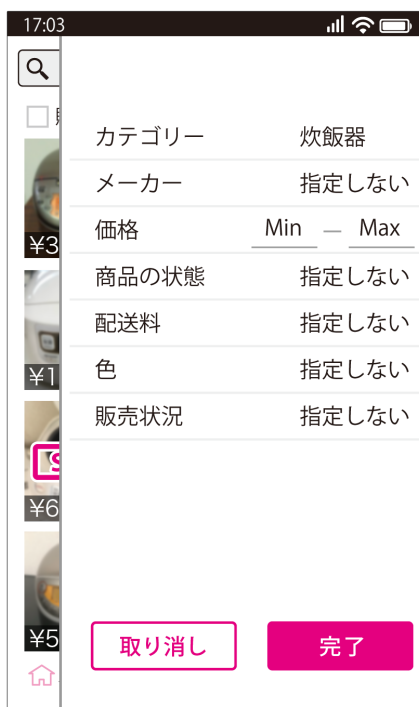 17:03
カテゴリー 炊飯器
メーカー 指定しない
価格 Min – Max
商品の状態 指定しない
配送料 指定しない
色 指定しない
販売状況 指定しない
¥3
¥1
S
¥6
¥5
取り消し 完了